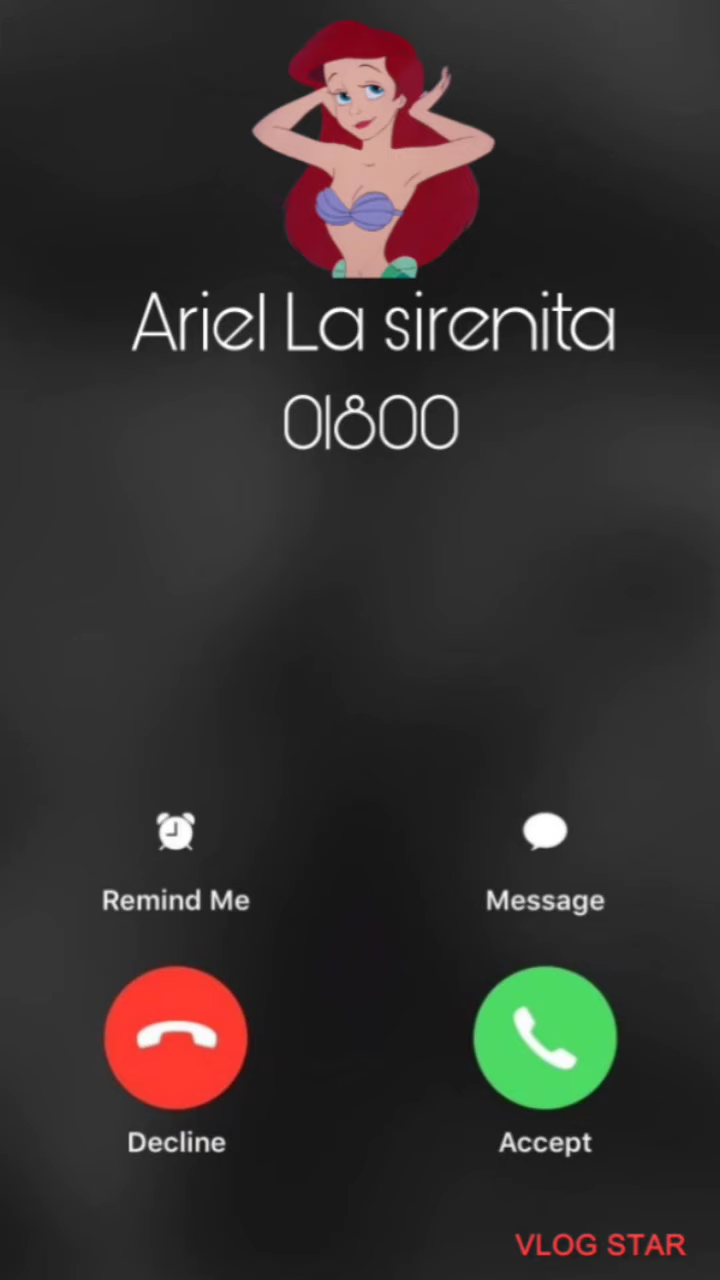 Ariel La sirenita
01800
Remind Me
Message
Decline
Accept
VLOG STAR